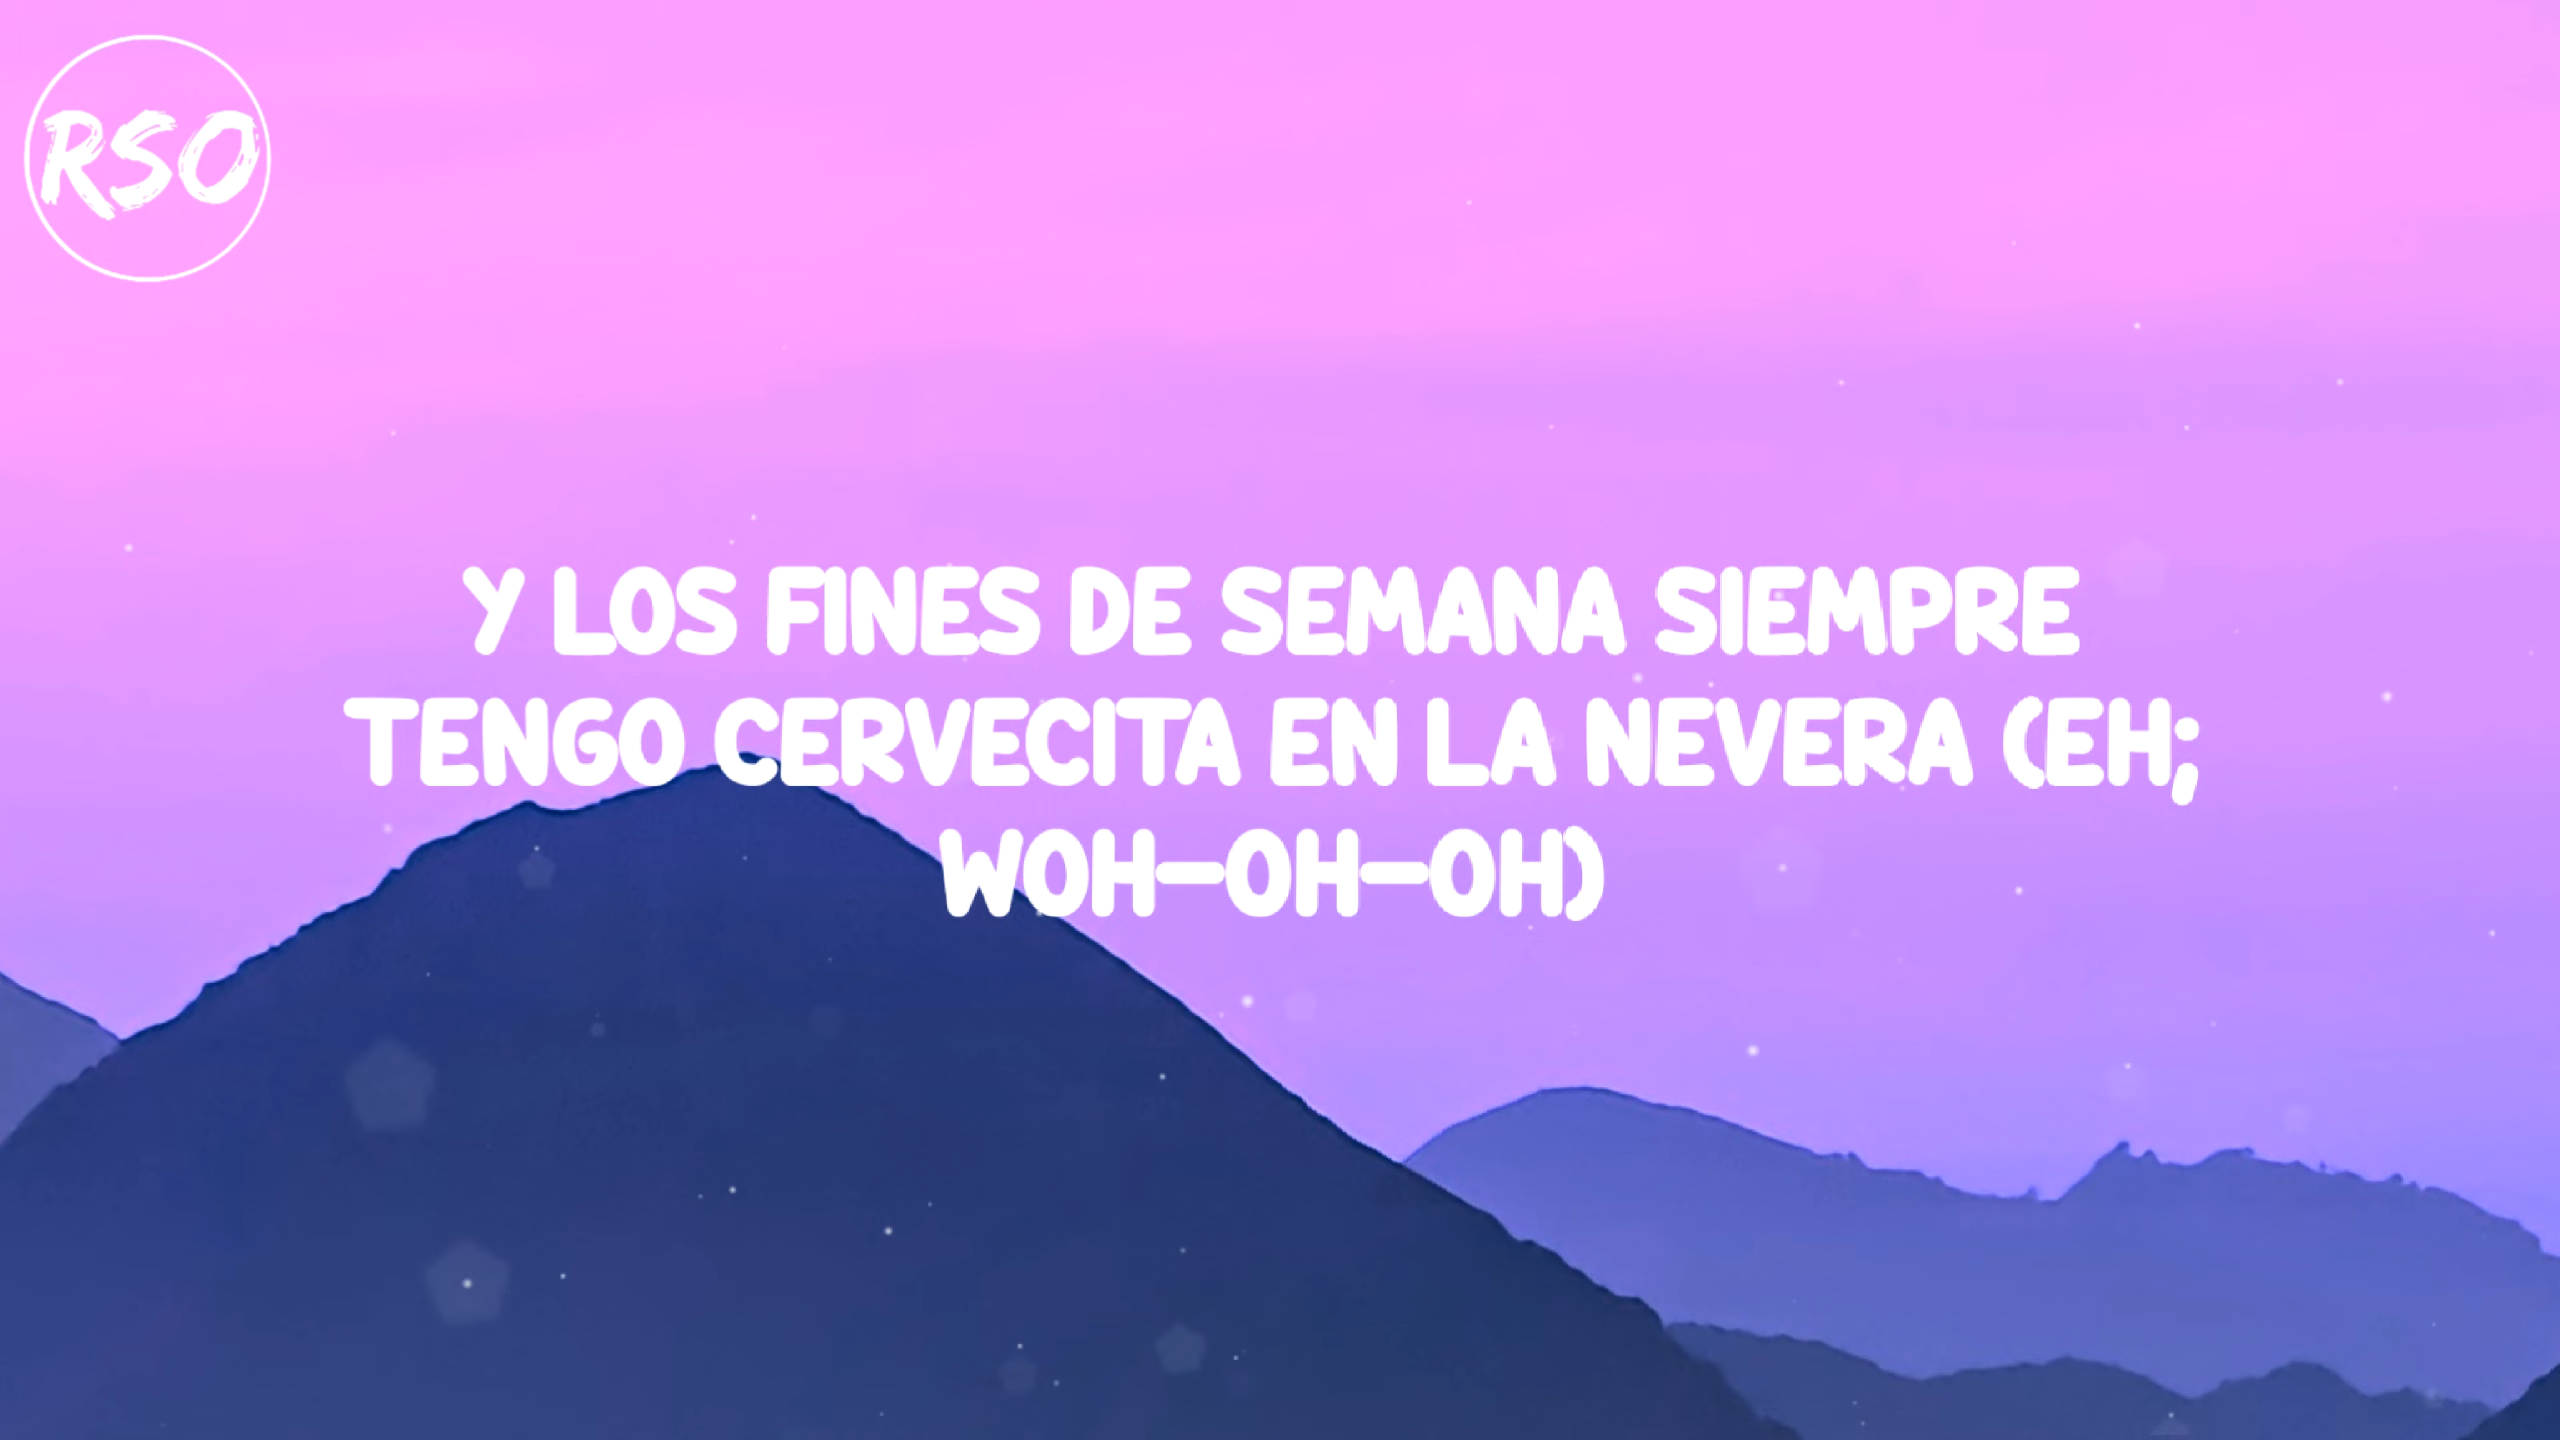 RSO
Y LOS FINES DE SEMANA SIEMPRE
TENGO CERVECITA EN LA NEVERA (EH;
WOH-OH-OH)